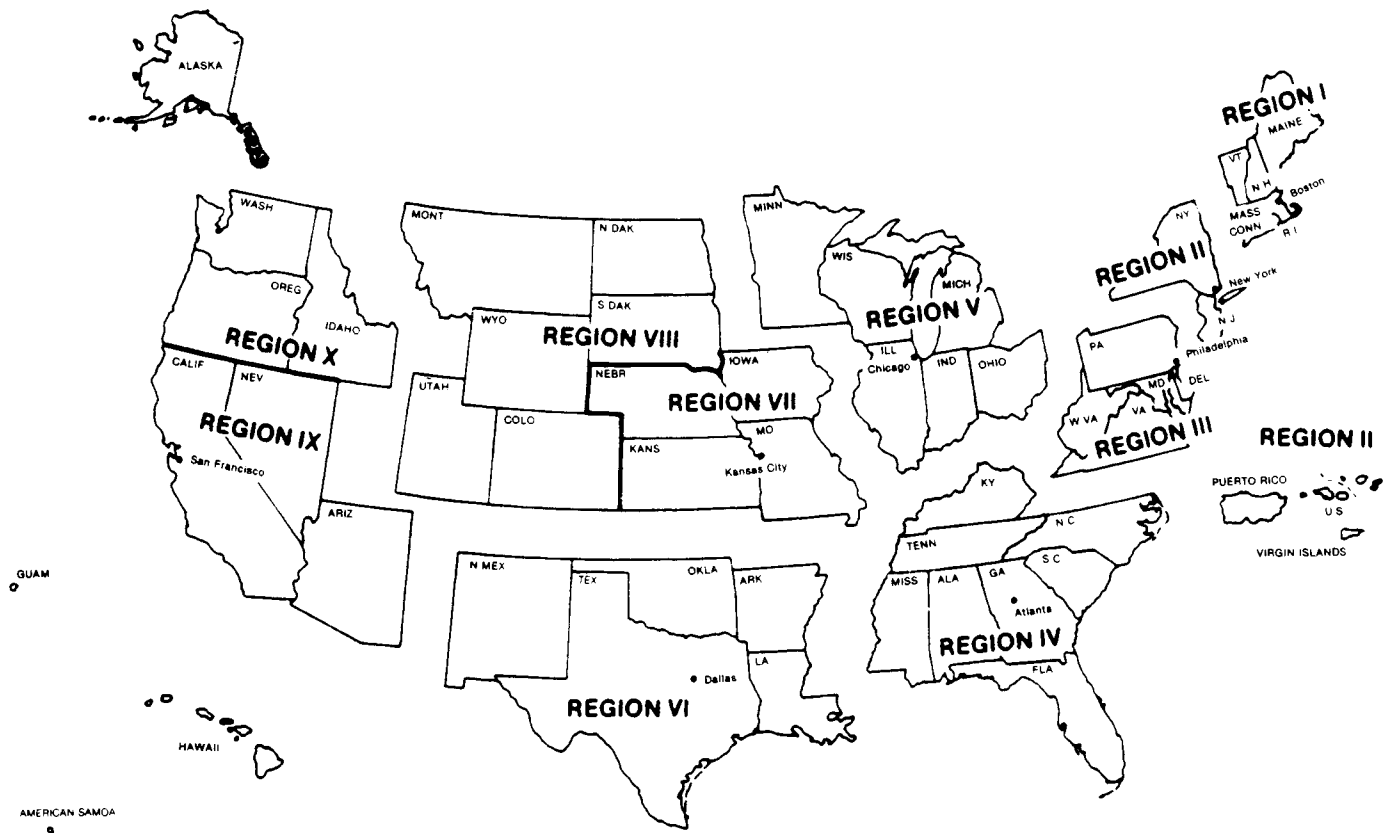 ALASKA
REGION I
MAINE
VT
N H
Boston
MASS
CONN
R I
WASH
MONT
N DAK
MINN
NY
OREG
WIS
MICH
REGION II
New York
S DAK
IDAHO
WYO
REGION VIII
REGION V
N J
REGION X
PA
Philadelphia
CALIF
NEV
UTAH
NEBR
IOWA
ILL
Chicago
IND
OHIO
MD
DEL
REGION IX
COLO
REGION VII
W VA
VA
REGION III
REGION II
San Francisco
KANS
MO
Kansas City
KY
PUERTO RICO
U S
VIRGIN ISLANDS
ARIZ
N C
TENN
S C
GUAM
N MEX
TEX
OKLA
ARK
MISS
ALA
GA
Atlanta
REGION IV
LA
FLA
Dallas
REGION VI
HAWAII
AMERICAN SAMOA